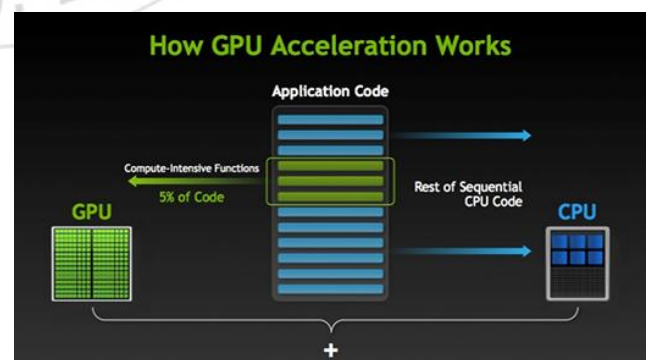 How GPU Acceleration Works
Application Code
Compute-Intensive Functions
5% of Code
Rest of Sequential
CPU Code
GPU
CPU
+